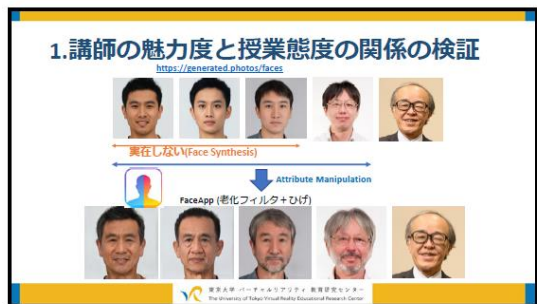 1.講師の魅力度と授業態度の関係の検証
https://generated.photos/faces
実在しない(Face Synthesis)
Attribute Manipulation
FaceApp (老化フィルタ+ひげ)
東京大学 バーチャルリアリティ 教育研究センター
The University of Tokyo Virtual Reality Educational Research Center